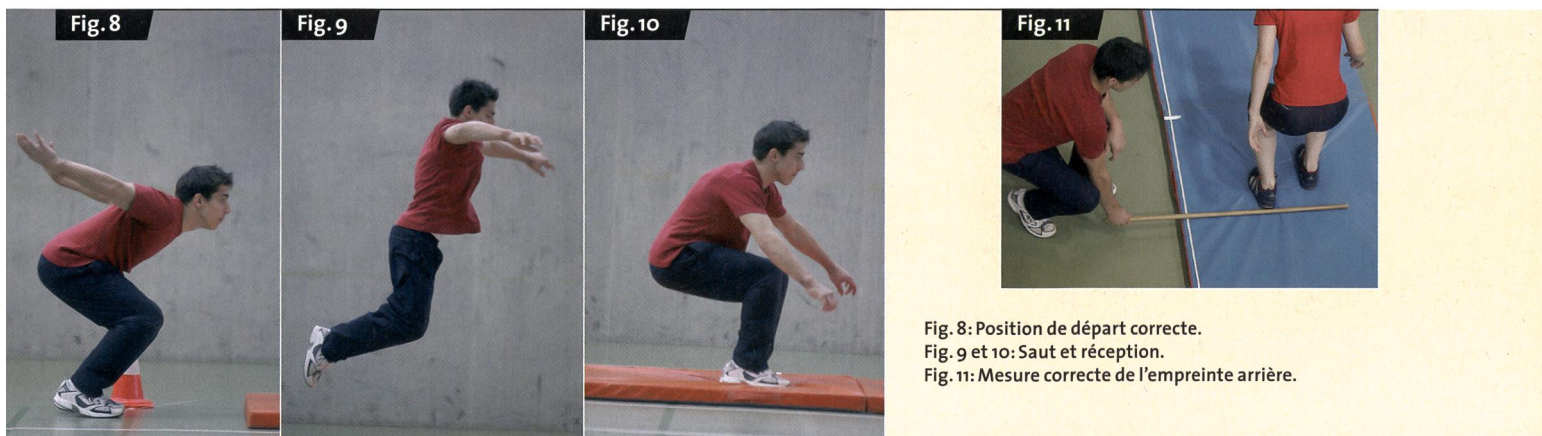 Fig. 8
Fig. 9
Fig. 10
Fig. 11
Fig. 8: Position de départ correcte.
Fig. 9 et 10: Saut et réception.
Fig. 11: Mesure correcte de l'empreinte arrière.